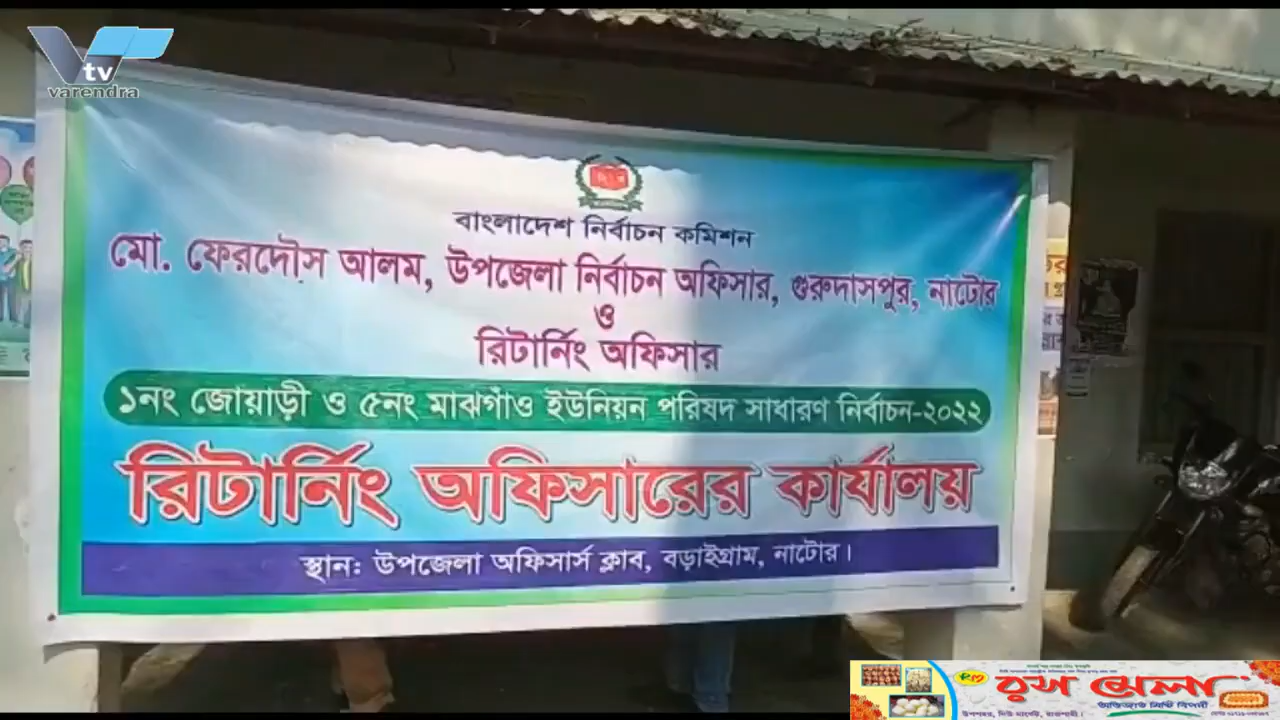 tv
varendra
বাংলাদেশ নির্বাচন কমিশন
মো. ফেরদৌস আলম, উপজেলা নির্বাচন অফিসার, গুরুদাসপুর, নাটোর
ও
রিটার্নিং অফিসার
১নং জোয়াড়ী ও ৫নং মাঝগাঁও ইউনিয়ন পরিষদ সাধারণ নির্বাচন-২০২২
রিটার্নিং অফিসারের কার্যালয়
স্থান: উপজেলা অফিসার্স ক্লাব, বড়াইগ্রাম, নাটোর।